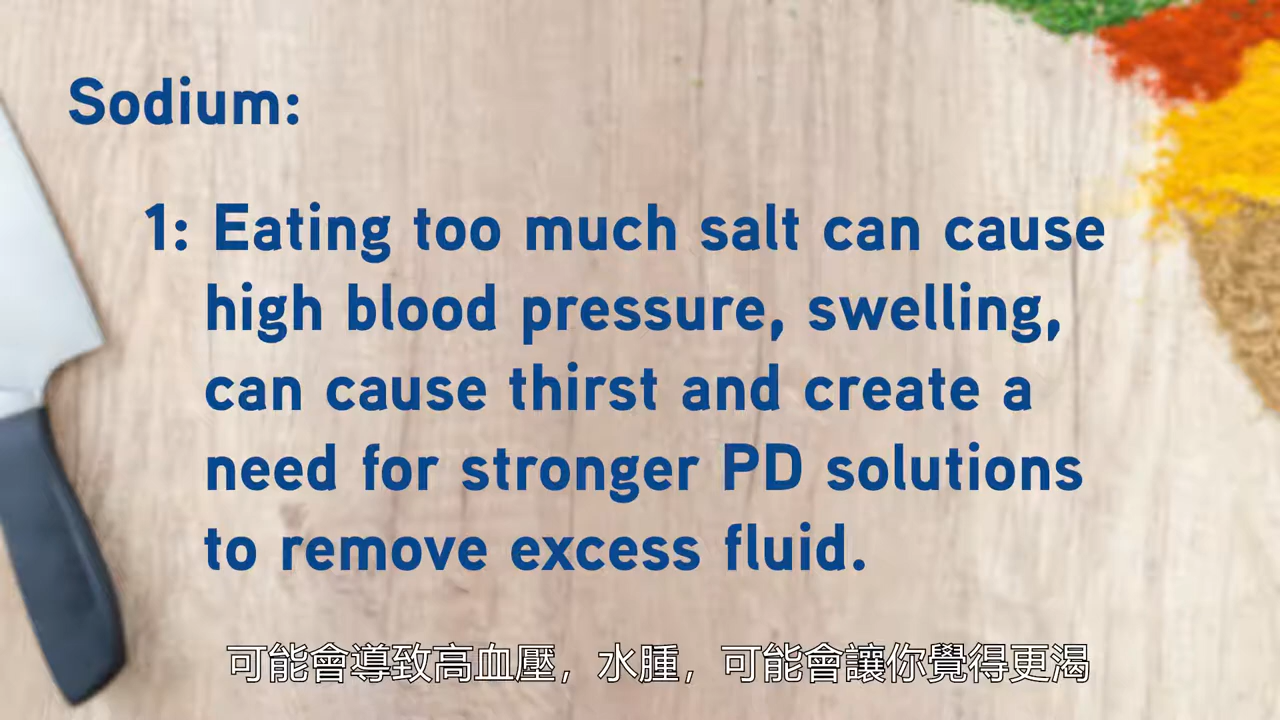 Sodium:
1: Eating too much salt can cause
high blood pressure, swelling,
can cause thirst and create a
need for stronger PD solutions
to remove excess fluid.
可能會導致高血壓，水腫，可能會讓你覺得更渴